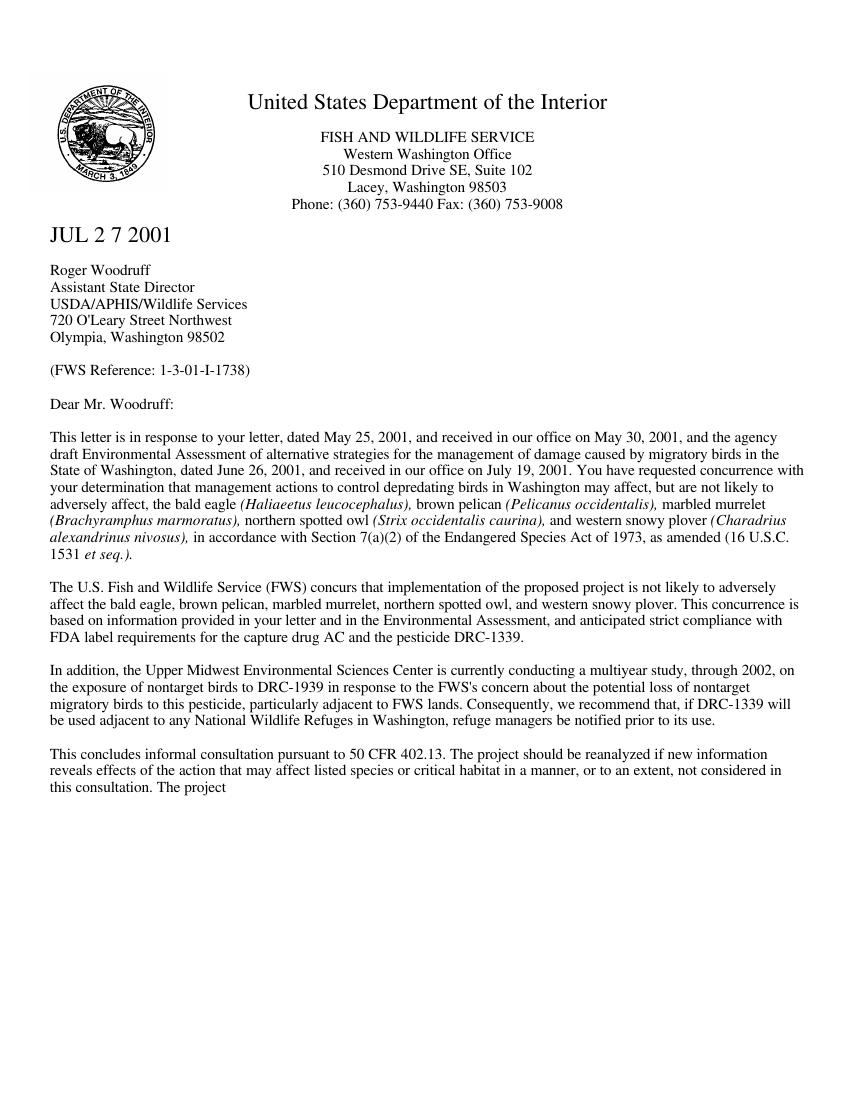 U.S. DEPARTMENT OF THE INTERIOR
MARCH 3, 1849
United States Department of the Interior
FISH AND WILDLIFE SERVICE
Western Washington Office
510 Desmond Drive SE, Suite 102
Lacey, Washington 98503
Phone: (360) 753-9440 Fax: (360) 753-9008
JUL 2 7 2001
Roger Woodruff
Assistant State Director
USDA/APHIS/Wildlife Services
720 O'Leary Street Northwest
Olympia, Washington 98502
(FWS Reference: 1-3-01-I-1738)
Dear Mr. Woodruff:
This letter is in response to your letter, dated May 25, 2001, and received in our office on May 30, 2001, and the agency
draft Environmental Assessment of alternative strategies for the management of damage caused by migratory birds in the
State of Washington, dated June 26, 2001, and received in our office on July 19, 2001. You have requested concurrence with
your determination that management actions to control depredating birds in Washington may affect, but are not likely to
adversely affect, the bald eagle (Haliaeetus leucocephalus), brown pelican (Pelicanus occidentalis), marbled murrelet
(Brachyramphus marmoratus), northern spotted owl (Strix occidentalis caurina), and western snowy plover (Charadrius
alexandrinus nivosus), in accordance with Section 7(a)(2) of the Endangered Species Act of 1973, as amended (16 U.S.C.
1531 et seq.).
The U.S. Fish and Wildlife Service (FWS) concurs that implementation of the proposed project is not likely to adversely
affect the bald eagle, brown pelican, marbled murrelet, northern spotted owl, and western snowy plover. This concurrence is
based on information provided in your letter and in the Environmental Assessment, and anticipated strict compliance with
FDA label requirements for the capture drug AC and the pesticide DRC-1339.
In addition, the Upper Midwest Environmental Sciences Center is currently conducting a multiyear study, through 2002, on
the exposure of nontarget birds to DRC-1939 in response to the FWS's concern about the potential loss of nontarget
migratory birds to this pesticide, particularly adjacent to FWS lands. Consequently, we recommend that, if DRC-1339 will
be used adjacent to any National Wildlife Refuges in Washington, refuge managers be notified prior to its use.
This concludes informal consultation pursuant to 50 CFR 402.13. The project should be reanalyzed if new information
reveals effects of the action that may affect listed species or critical habitat in a manner, or to an extent, not considered in
this consultation. The project